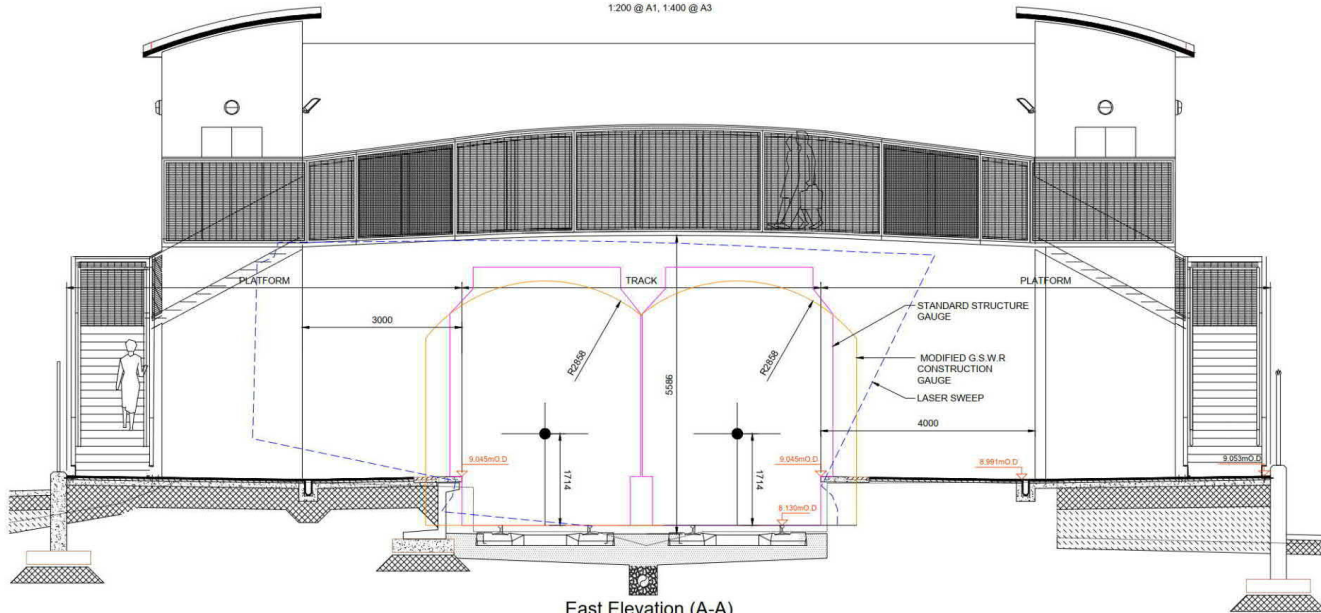 1:200 @ A1, 1:400 @ A3
PLATFORM
TRACK
PLATFORM
3000
R2858
R2858
5586
STANDARD STRUCTURE
GAUGE
MODIFIED G.S.W.R
CONSTRUCTION
GAUGE
LASER SWEEP
4000
9.045mO.D
1714
9.045mO.D
1714
8.991mO.D
9.053mO.D
8.130mO.D
East Elevation (A-A)